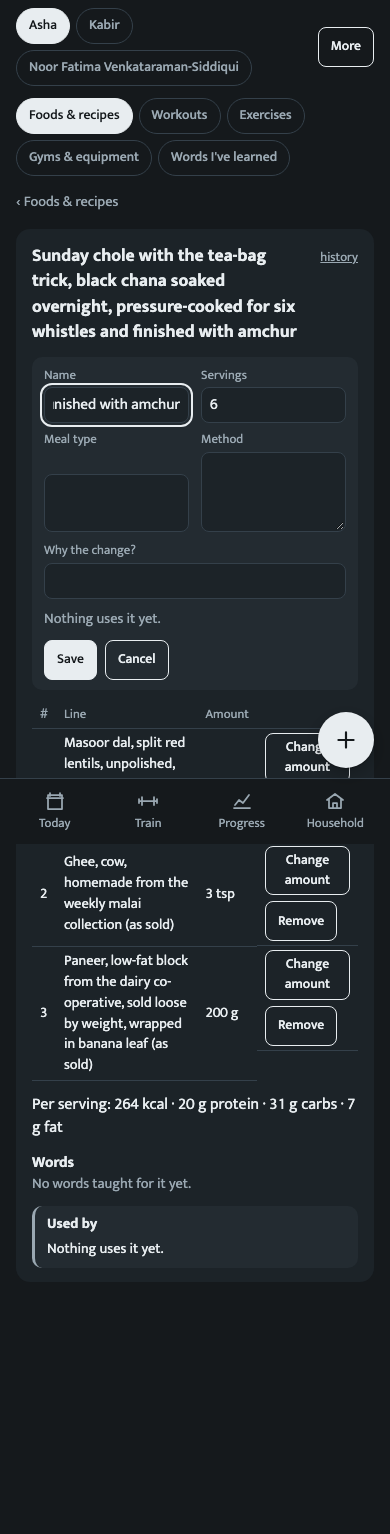 Asha
Kabir
More
Noor Fatima Venkataraman-Siddiqui
Foods & recipes
Workouts
Exercises
Gyms & equipment
Words I've learned
‹ Foods & recipes
Sunday chole with the tea-bag
trick, black chana soaked
overnight, pressure-cooked for six
whistles and finished with amchur
history
Name
Servings
nished with amchur
6
Meal type
Method
Why the change?
Nothing uses it yet.
Save
Cancel
# Line Amount
Masoor dal, split red
lentils, unpolished,
amount
Today
Train
Progress
Household
2
Ghee, cow,
homemade from the
weekly malai
collection (as sold)
3 tsp
Change
amount
Remove
3
Paneer, low-fat block
from the dairy co-
operative, sold loose
by weight, wrapped
in banana leaf (as
sold)
200 g
Change
amount
Remove
Per serving: 264 kcal · 20 g protein · 31 g carbs · 7
g fat
Words
No words taught for it yet.
Used by
Nothing uses it yet.